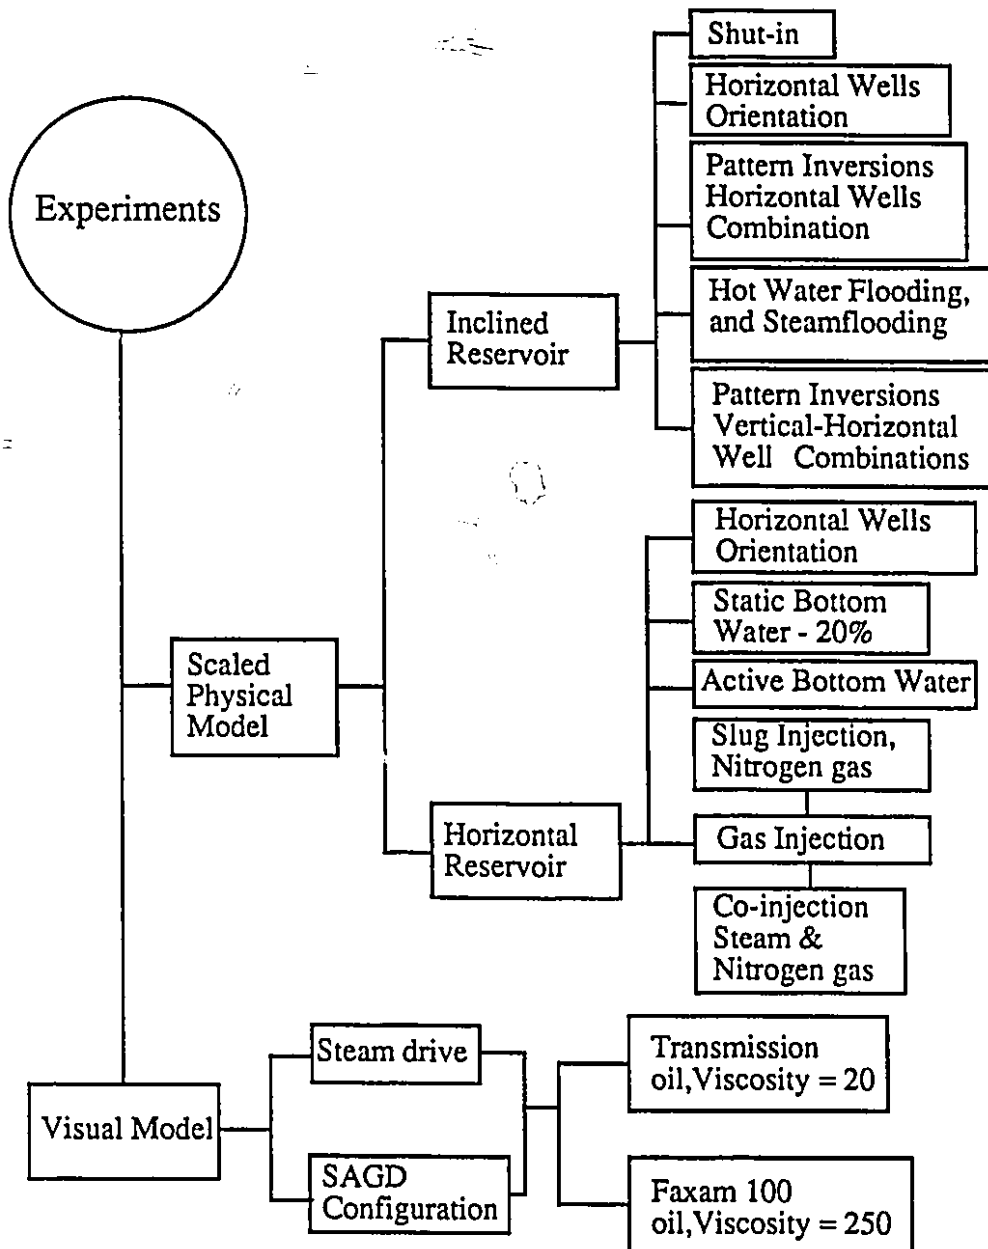 Experiments
Shut-in
Horizontal Wells
Orientation
Pattern Inversions
Horizontal Wells
Combination
Hot Water Flooding,
and Steamflooding
Pattern Inversions
Vertical-Horizontal
Well Combinations
Inclined
Reservoir
Scaled
Physical
Model
Horizontal
Reservoir
Horizontal Wells
Orientation
Static Bottom
Water - 20%
Active Bottom Water
Slug Injection,
Nitrogen gas
Gas Injection
Co-injection
Steam &
Nitrogen gas
Visual Model
Steam drive
SAGD
Configuration
Transmission
oil,Viscosity = 20
Faxam 100
oil,Viscosity = 250